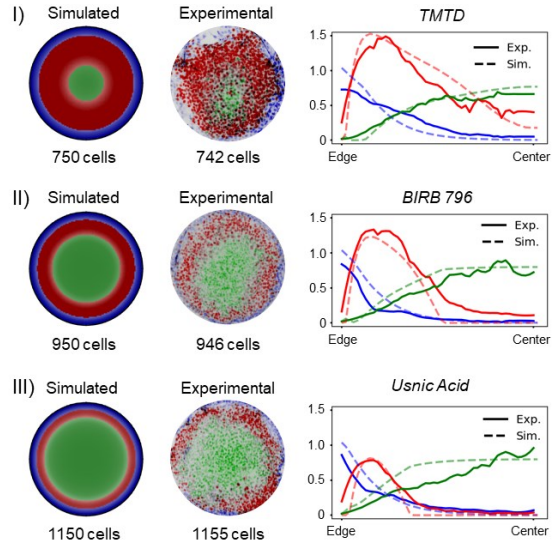 I) Simulated Experimental TMTD
1.5
1.0
0.5
0
Exp.
Sim.
Edge Center
750 cells 742 cells
II) Simulated Experimental BIRB 796
1.5
1.0
0.5
0
Exp.
Sim.
Edge Center
950 cells 946 cells
III) Simulated Experimental Usnic Acid
1.5
1.0
0.5
0
Exp.
Sim.
Edge Center
1150 cells 1155 cells